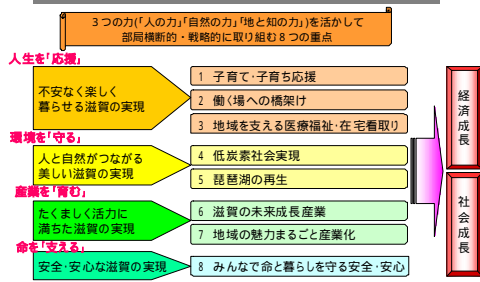 3つの力(「人の力」「自然の力」「地と知の力」)を活かして
部局横断的・戦略的に取り組む8つの重点
人生を「応援」
不安なく楽しく
暮らせる滋賀の実現
1 子育て・子育ち応援
2 働く場への橋架け
3 地域を支える医療福祉・在宅看取り
環境を「守る」
人と自然がつながる
美しい滋賀の実現
4 低炭素社会実現
5 琵琶湖の再生
産業を「育む」
たくましく活力に
満ちた滋賀の実現
6 滋賀の未来成長産業
7 地域の魅力まるごと産業化
命を「支える」
安全・安心な滋賀の実現
8 みんなで命と暮らしを守る安全・安心
経済成長
社会成長